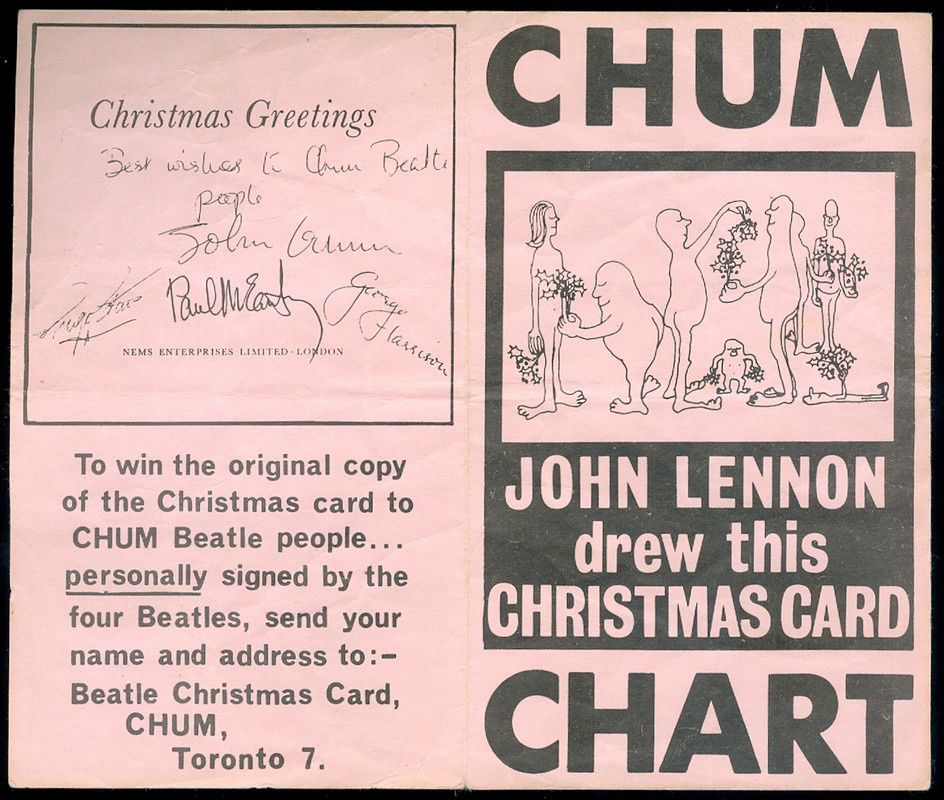 Christmas Greetings
Best wishes to Chum Beatle
people
John Lennon
Ringo Starr
Paul McCartney
George
Harrison
NEMS ENTERPRISES LIMITED · LONDON
To win the original copy
of the Christmas card to
CHUM Beatle people...
personally signed by the
four Beatles, send your
name and address to:–
Beatle Christmas Card,
CHUM,
Toronto 7.
CHUM
JOHN LENNON
drew this
CHRISTMAS CARD
CHART